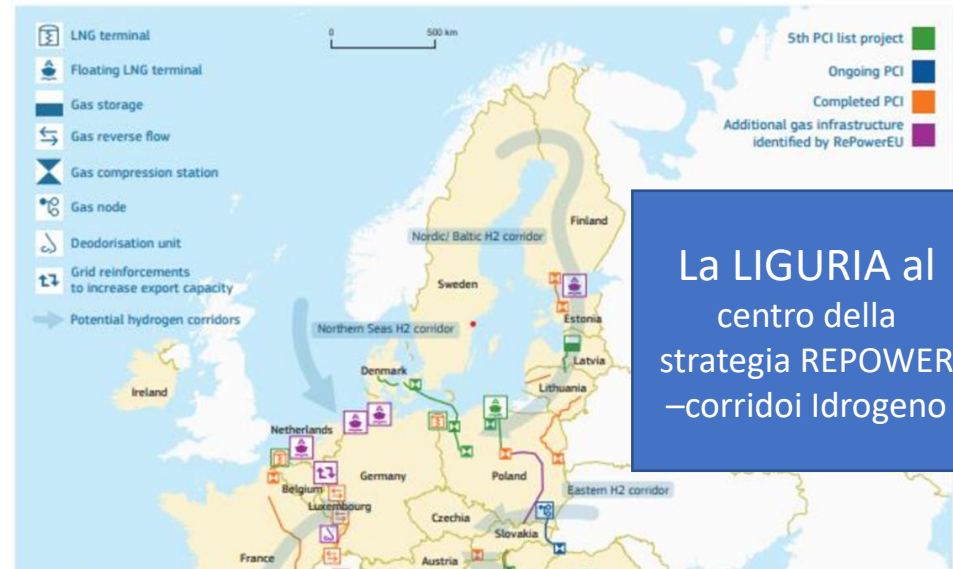 LNG terminal
Floating LNG terminal
Gas storage
Gas reverse flow
Gas compression station
Gas node
Deodorisation unit
Grid reinforcements
to increase export capacity
Potential hydrogen corridors
0 500 km
5th PCI list project
Ongoing PCI
Completed PCI
Additional gas infrastructure
identified by RePowerEU
La LIGURIA al
centro della
strategia REPOWER
–corridoi Idrogeno
Finland
Nordic/ Baltic H2 corridor
Sweden
Estonia
Northern Seas H2 corridor
Latvia
Denmark
Lithuania
Ireland
Netherlands
Germany
Poland
Belgium
Eastern H2 corridor
Luxembourg
Czechia
Slovakia
France
Austria